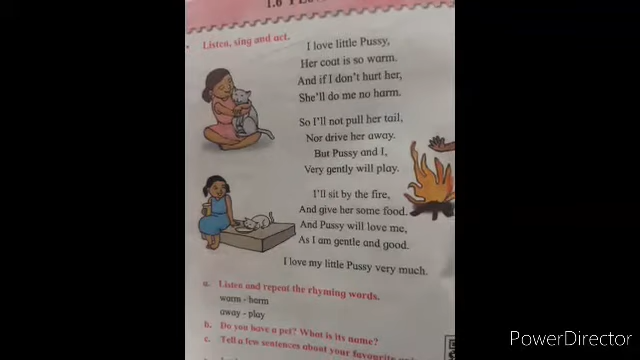 Listen, sing and act.
I love little Pussy,
Her coat is so warm.
And if I don't hurt her,
She'll do me no harm.
So I'll not pull her tail,
Nor drive her away.
But Pussy and I,
Very gently will play.
I'll sit by the fire,
And give her some food.
And Pussy will love me,
As I am gentle and good.
I love my little Pussy very much.
a. Listen and repeat the rhyming words.
warm - harm
away - play
b. Do you have a pet? What is its name?
c. Tell a few sentences about your favourite
PowerDirector